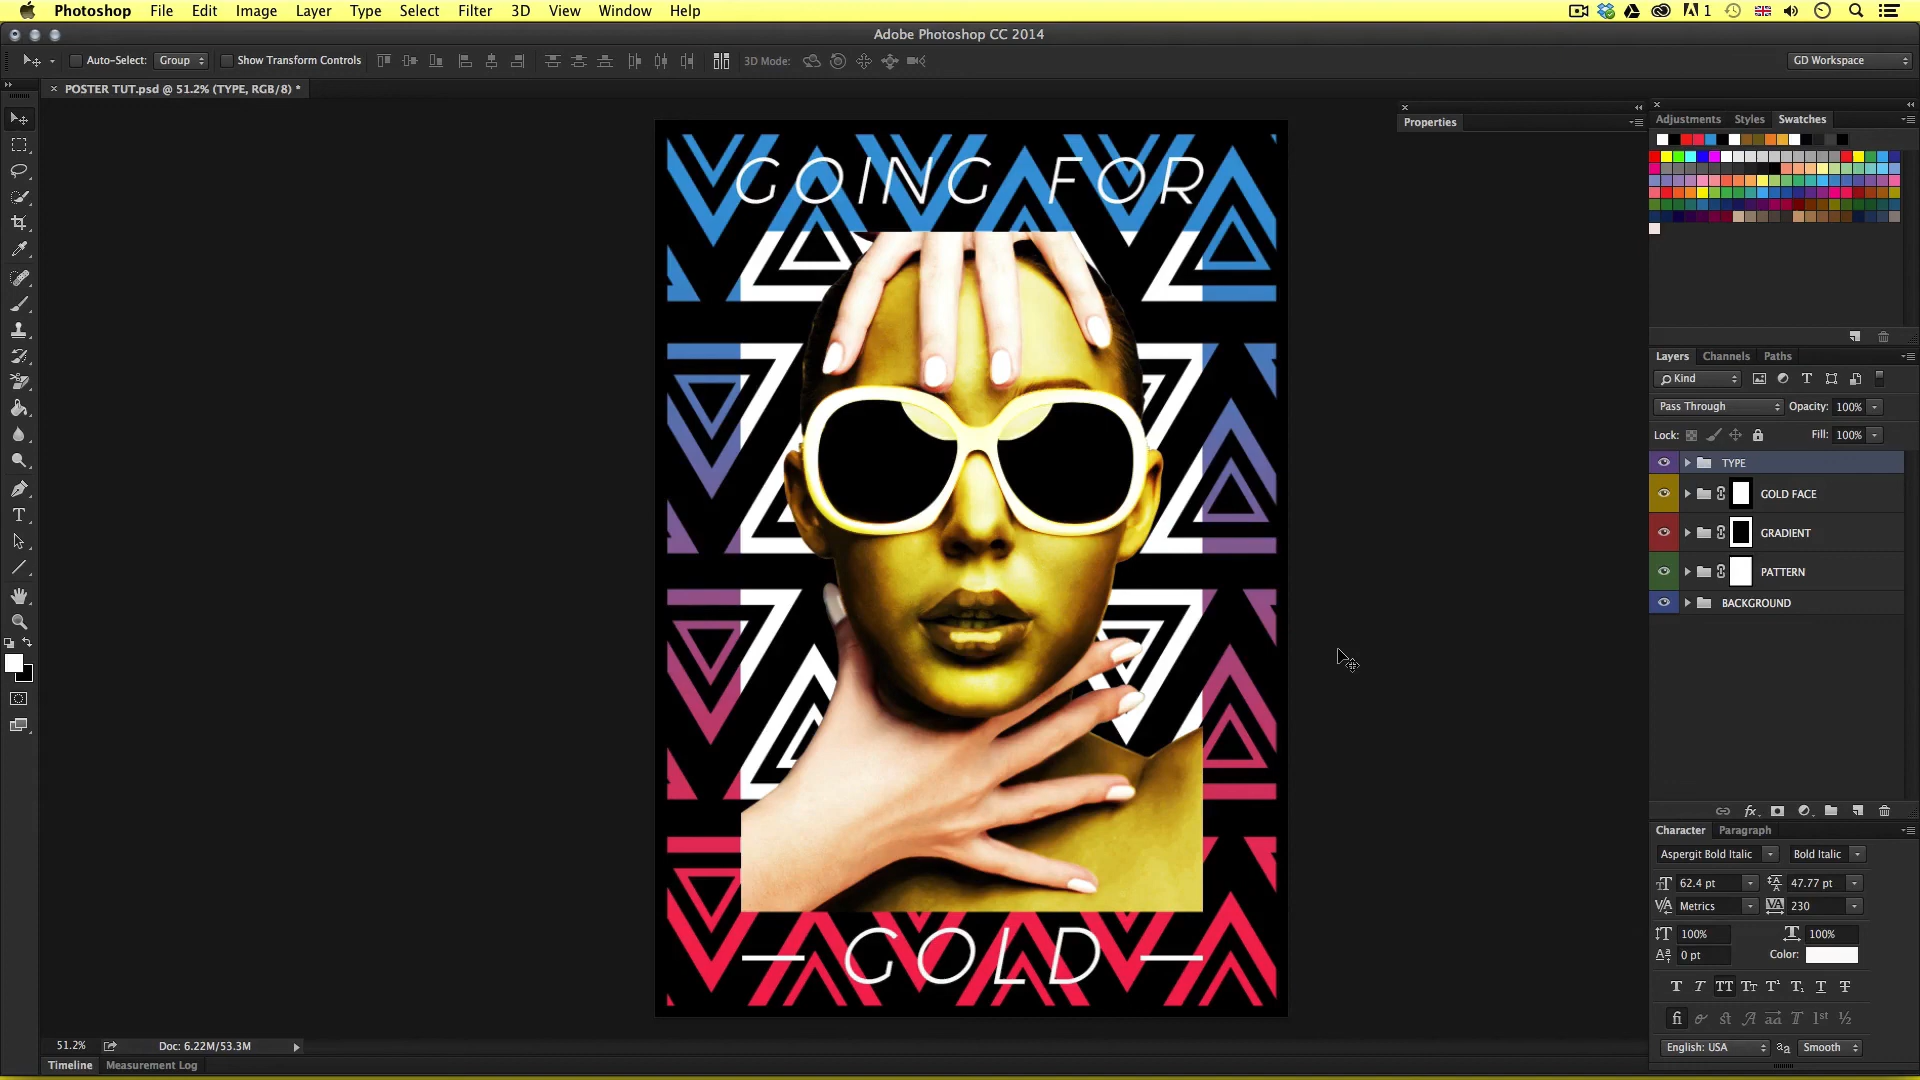 Photoshop File Edit Image Layer Type Select Filter 3D View Window Help 1
Adobe Photoshop CC 2014
Auto-Select: Group Show Transform Controls 3D Mode: GD Workspace
POSTER TUT.psd @ 51.2% (TYPE, RGB/8) *
Properties
Adjustments Styles Swatches
GOING FOR
GOLD
Layers Channels Paths
Kind
Pass Through Opacity: 100%
Lock: Fill: 100%
TYPE
GOLD FACE
GRADIENT
PATTERN
BACKGROUND
Character Paragraph
Aspergit Bold Italic Bold Italic
62.4 pt 47.77 pt
Metrics 230
100% 100%
0 pt Color:
English: USA Smooth
51.2% Doc: 6.22M/53.3M
Timeline Measurement Log